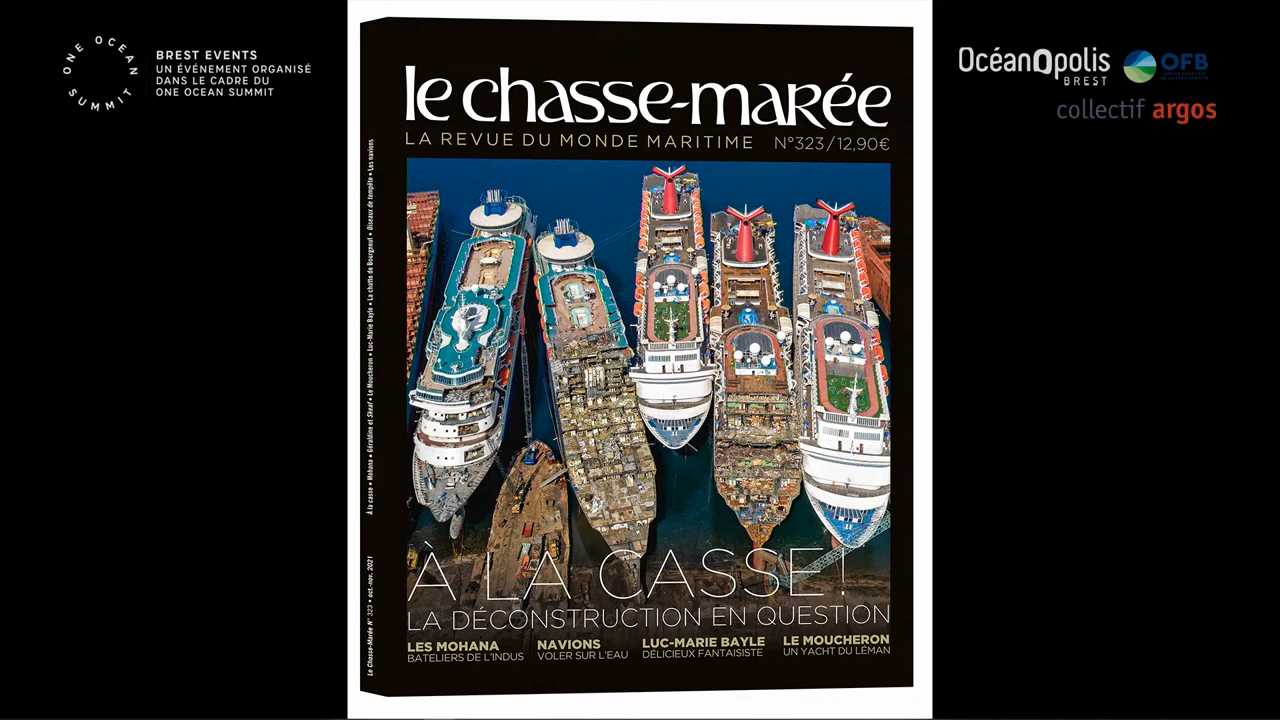 ONE OCEAN SUMMIT
BREST EVENTS
UN ÉVÉNEMENT ORGANISÉ
DANS LE CADRE DU
ONE OCEAN SUMMIT
OcéanOpolis
BREST
OFB
collectif argos
le chasse-marée
LA REVUE DU MONDE MARITIME N°323/12,90€
À LA CASSE!
LA DÉCONSTRUCTION EN QUESTION
LES MOHANA
BATELIERS DE L'INDUS
NAVIONS
VOLER SUR L'EAU
LUC-MARIE BAYLE
DÉLICIEUX FANTAISISTE
LE MOUCHERON
UN YACHT DU LÉMAN
Le Chasse-Marée N° 323 • oct.-nov. 2021
À la casse • Mohana • Géraldine et Skeaf • Le Moucheron • Luc-Marie Bayle • La chatte de Bourgneuf • Oiseaux de tempête • Les navions